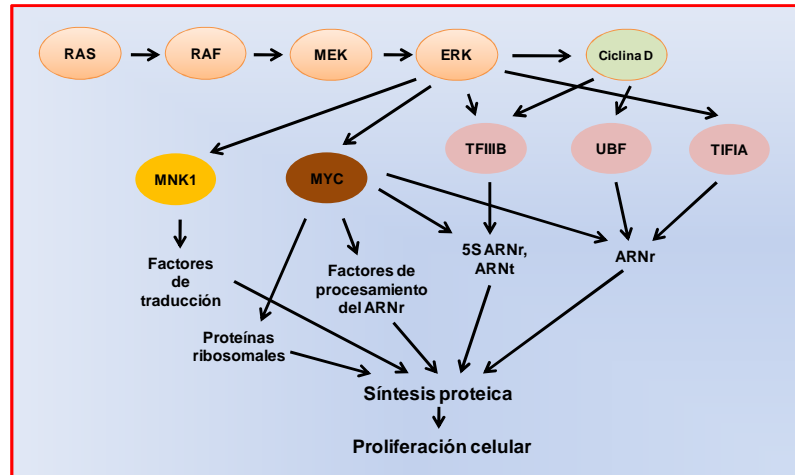 RAS
RAF
MEK
ERK
Ciclina D
MNK1
MYC
TFIIIB
UBF
TIFIA
Factores
de
traducción
Proteínas
ribosomales
Factores de
procesamiento
del ARNr
5S ARNr,
ARNt
ARNr
Síntesis proteica
Proliferación celular